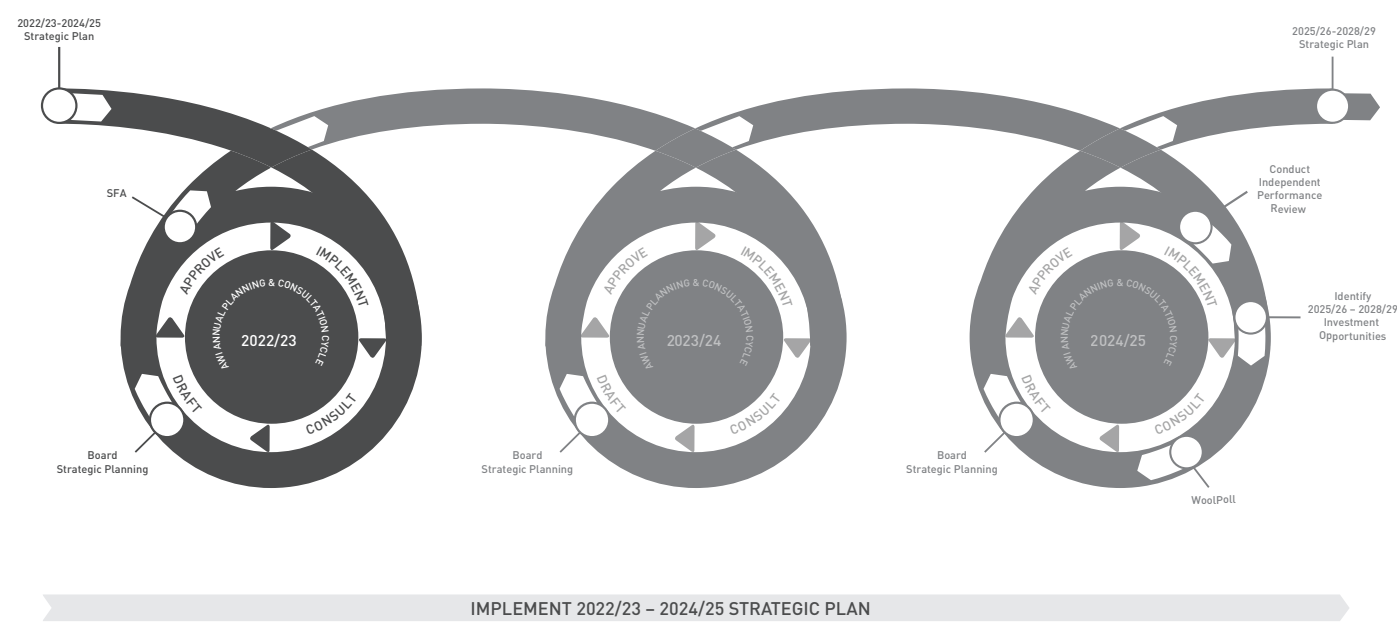 2022/23-2024/25
Strategic Plan
2025/26-2028/29
Strategic Plan
SFA
APPROVE
IMPLEMENT
CONSULT
DRAFT
AWI ANNUAL PLANNING & CONSULTATION CYCLE
2022/23
Board
Strategic Planning
APPROVE
IMPLEMENT
CONSULT
DRAFT
AWI ANNUAL PLANNING & CONSULTATION CYCLE
2023/24
Board
Strategic Planning
APPROVE
IMPLEMENT
CONSULT
DRAFT
AWI ANNUAL PLANNING & CONSULTATION CYCLE
2024/25
Board
Strategic Planning
Conduct
Independent
Performance
Review
Identify
2025/26 – 2028/29
Investment
Opportunities
WoolPoll
IMPLEMENT 2022/23 – 2024/25 STRATEGIC PLAN